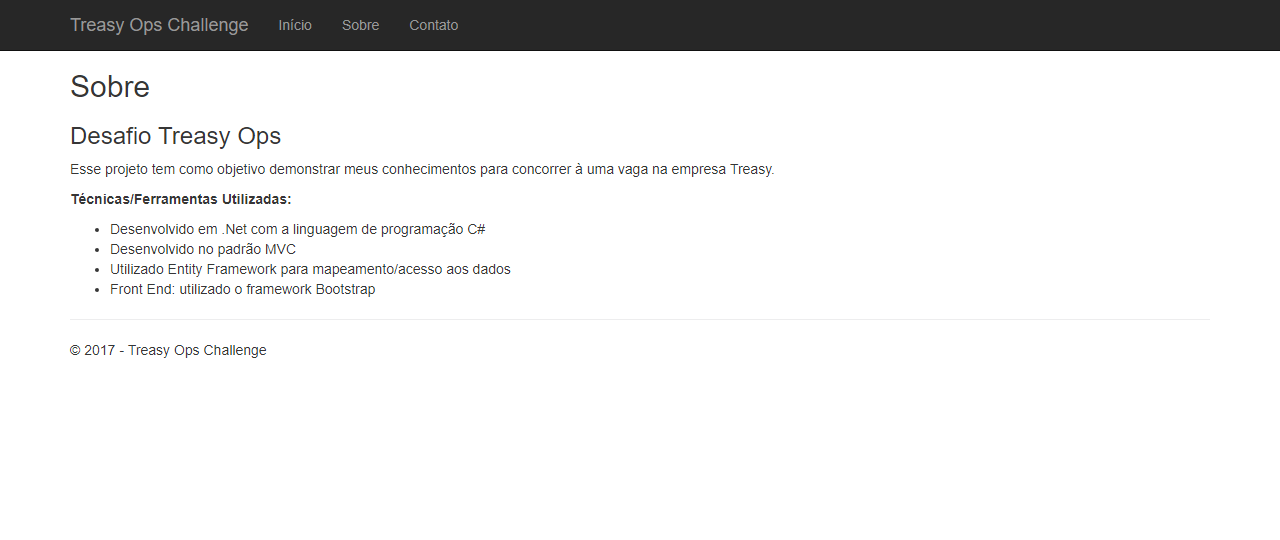 Treasy Ops Challenge Início Sobre Contato
Sobre
Desafio Treasy Ops
Esse projeto tem como objetivo demonstrar meus conhecimentos para concorrer à uma vaga na empresa Treasy.
Técnicas/Ferramentas Utilizadas:
• Desenvolvido em .Net com a linguagem de programação C#
• Desenvolvido no padrão MVC
• Utilizado Entity Framework para mapeamento/acesso aos dados
• Front End: utilizado o framework Bootstrap
© 2017 - Treasy Ops Challenge